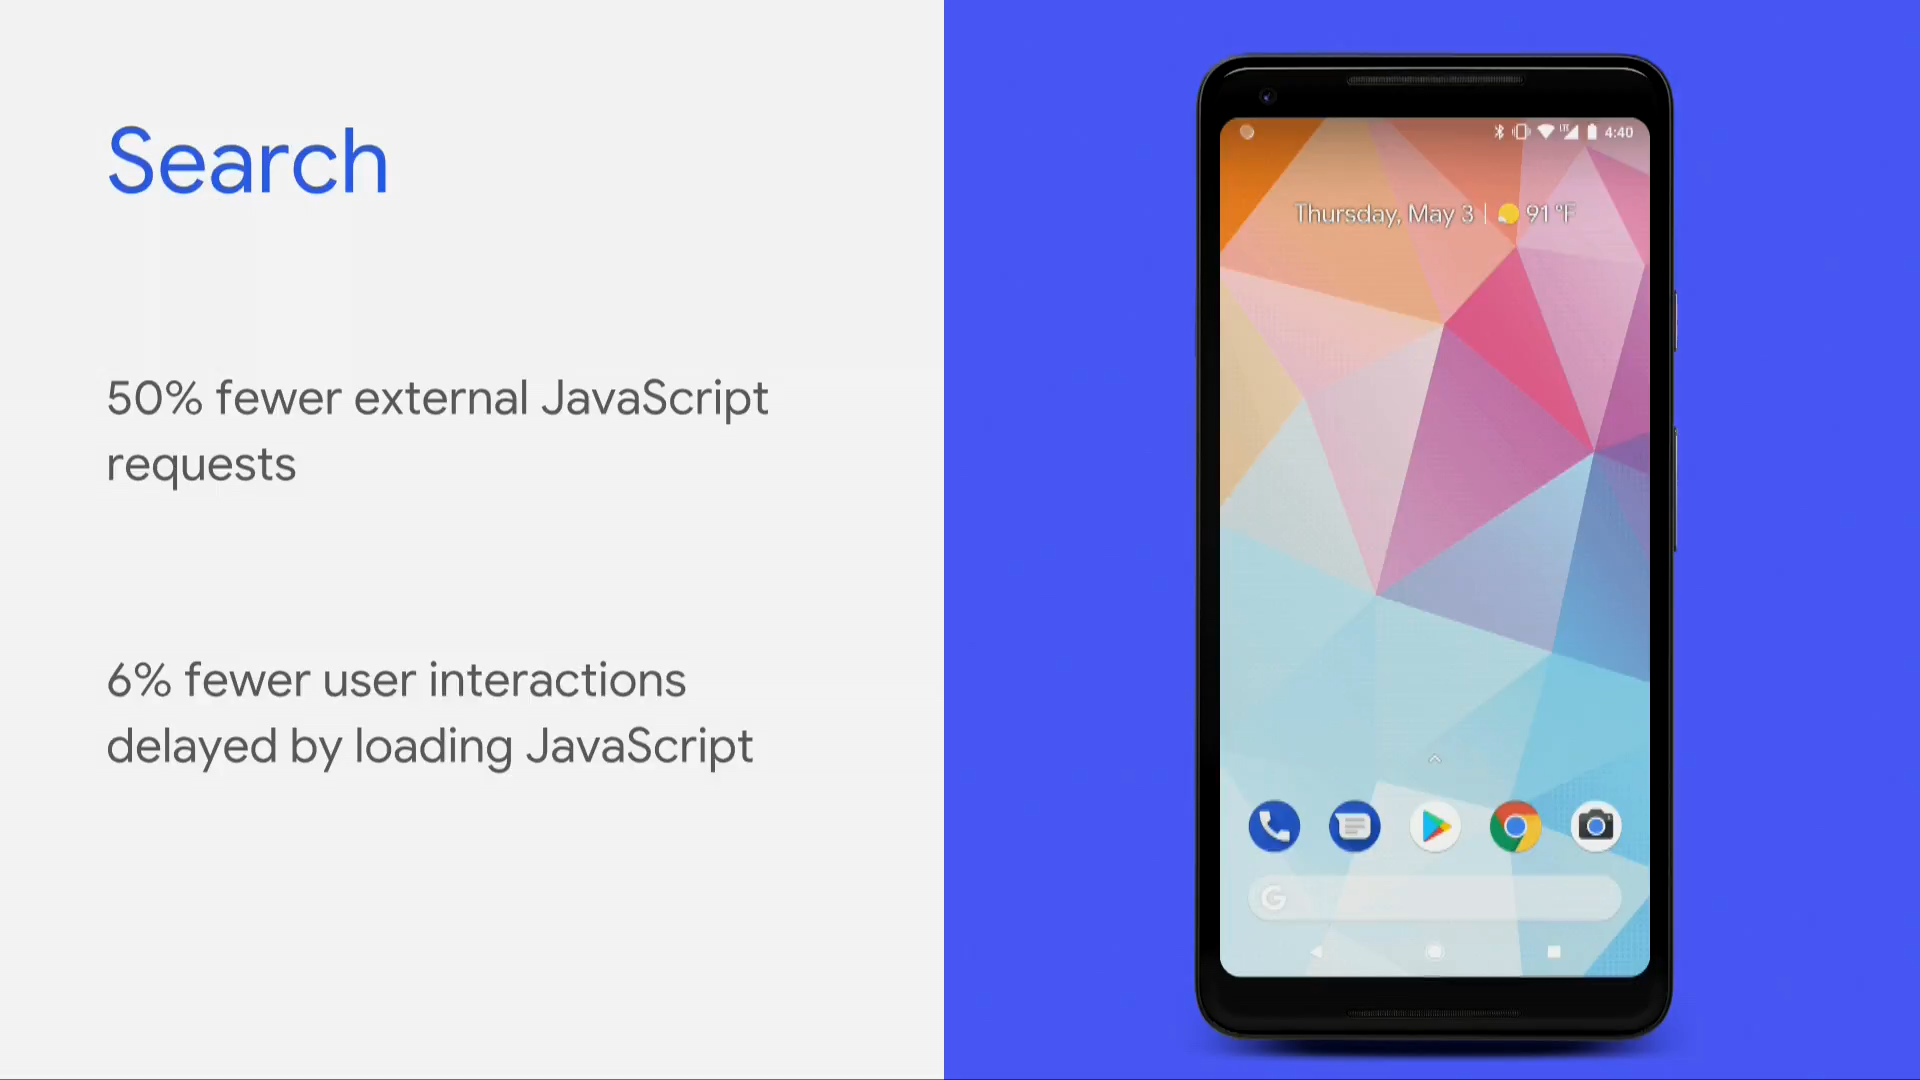 Search
50% fewer external JavaScript
requests
6% fewer user interactions
delayed by loading JavaScript
LTE 4:40
Thursday, May 3 | 91 °F
G